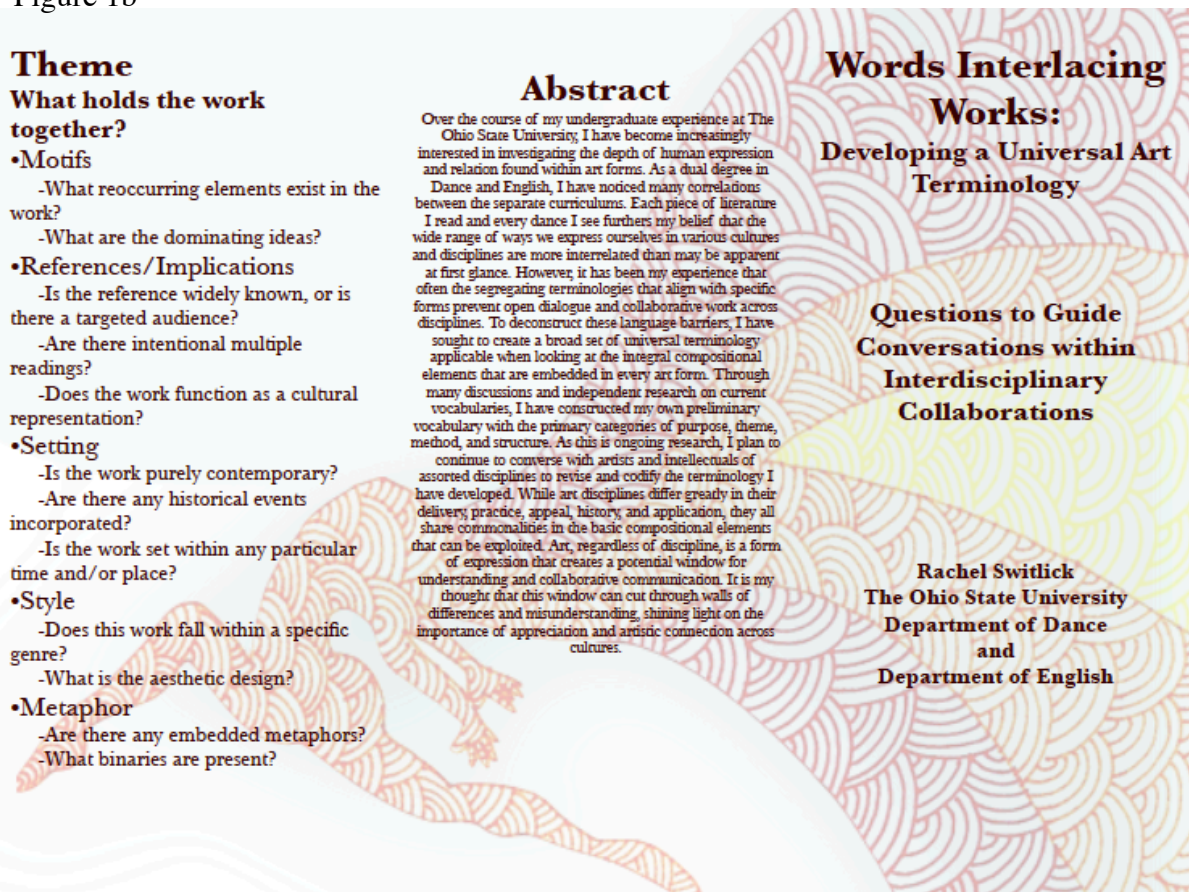 Figure 1b
Theme
What holds the work
together?
•Motifs
-What reoccurring elements exist in the
work?
-What are the dominating ideas?
•References/Implications
-Is the reference widely known, or is
there a targeted audience?
-Are there intentional multiple
readings?
-Does the work function as a cultural
representation?
•Setting
-Is the work purely contemporary?
-Are there any historical events
incorporated?
-Is the work set within any particular
time and/or place?
•Style
-Does this work fall within a specific
genre?
-What is the aesthetic design?
•Metaphor
-Are there any embedded metaphors?
-What binaries are present?
Abstract
Over the course of my undergraduate experience at The
Ohio State University, I have become increasingly
interested in investigating the depth of human expression
and relation found within art forms. As a dual degree in
Dance and English, I have noticed many correlations
between the separate curriculums. Each piece of literature
I read and every dance I see furthers my belief that the
wide range of ways we express ourselves in various cultures
and disciplines are more interrelated than may be apparent
at first glance. However, it has been my experience that
often the segregating terminologies that align with specific
forms prevent open dialogue and collaborative work across
disciplines. To deconstruct these language barriers, I have
sought to create a broad set of universal terminology
applicable when looking at the integral compositional
elements that are embedded in every art form. Through
many discussions and independent research on current
vocabularies, I have constructed my own preliminary
vocabulary with the primary categories of purpose, theme,
method, and structure. As this is ongoing research, I plan to
continue to converse with artists and intellectuals of
assorted disciplines to revise and codify the terminology I
have developed. While art disciplines differ greatly in their
delivery, practice, appeal, history, and application, they all
share commonalities in the basic compositional elements
that can be exploited. Art, regardless of discipline, is a form
of expression that creates a potential window for
understanding and collaborative communication. It is my
thought that this window can cut through walls of
differences and misunderstanding, shining light on the
importance of appreciation and artistic connection across
cultures.
Words Interlacing
Works:
Developing a Universal Art
Terminology
Questions to Guide
Conversations within
Interdisciplinary
Collaborations
Rachel Switlick
The Ohio State University
Department of Dance
and
Department of English